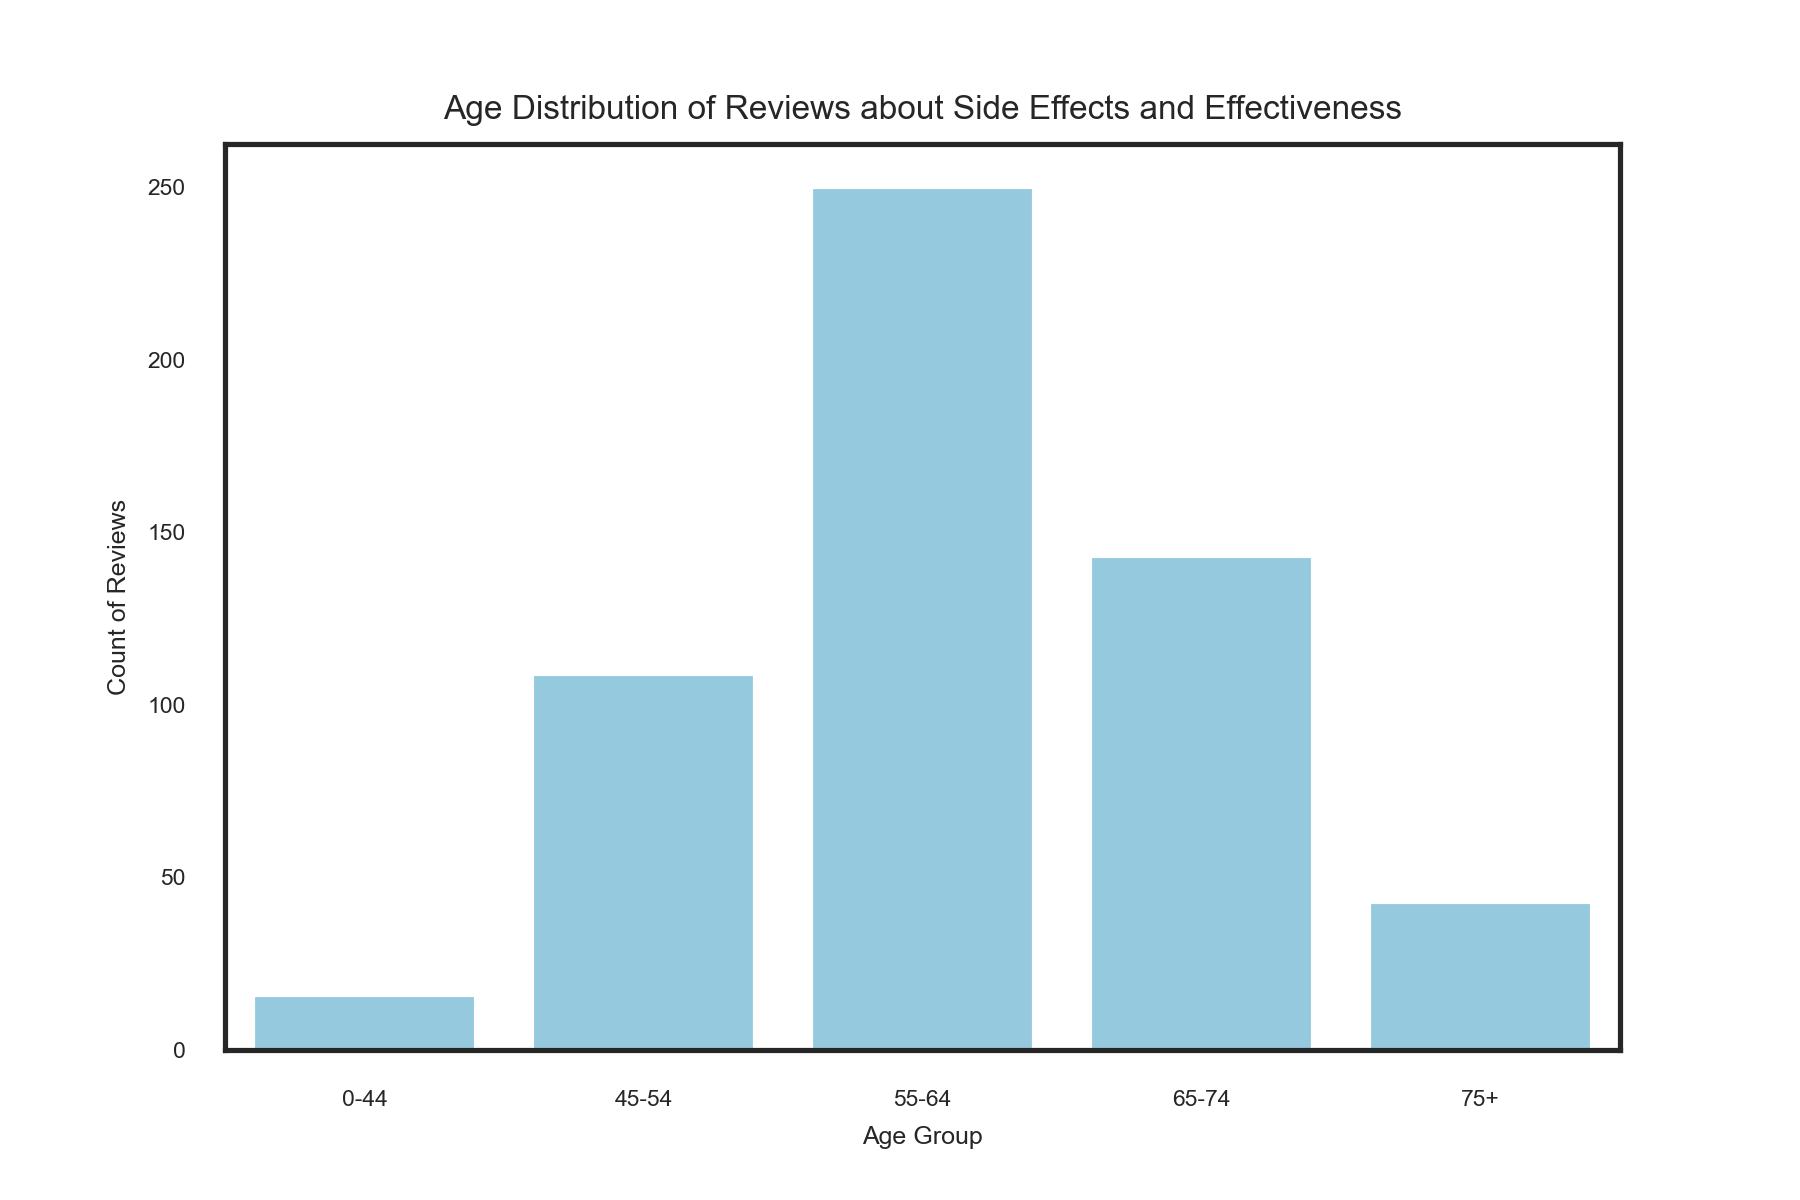 Age Distribution of Reviews about Side Effects and Effectiveness
250
200
150
100
50
0
Count of Reviews
0-44 45-54 55-64 65-74 75+
Age Group